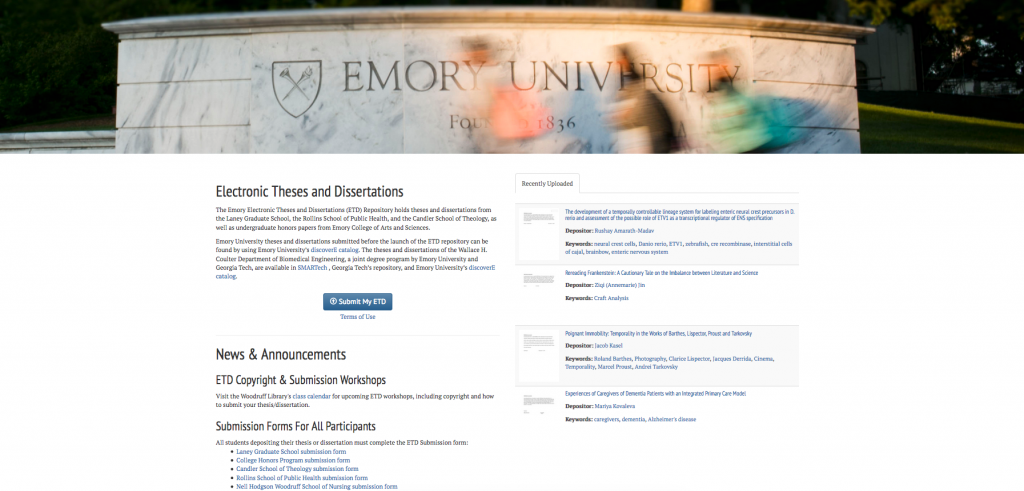 EMORY UNIVERSITY
1836
Electronic Theses and Dissertations
The Emory Electronic Theses and Dissertations (ETD) Repository holds theses and dissertations from
the Laney Graduate School, the Rollins School of Public Health, and the Candler School of Theology, as
well as undergraduate honors papers from Emory College of Arts and Sciences.
Emory University theses and dissertations submitted before the launch of the ETD repository can be
found by using Emory University's discoverE catalog. The theses and dissertations of the Wallace H.
Coulter Department of Biomedical Engineering, a joint degree program by Emory University and
Georgia Tech, are available in SMARTech , Georgia Tech's repository, and Emory University's discoverE
catalog.
Submit My ETD
Terms of Use
News & Announcements
ETD Copyright & Submission Workshops
Visit the Woodruff Library's class calendar for upcoming ETD workshops, including copyright and how
to submit your thesis/dissertation.
Submission Forms For All Participants
All students depositing their thesis or dissertation must complete the ETD Submission form:
• Laney Graduate School submission form
• College Honors Program submission form
• Candler School of Theology submission form
• Rollins School of Public Health submission form
• Nell Hodgson Woodruff School of Nursing submission form
Recently Uploaded
The development of a temporally controllable lineage system for labeling enteric neural crest precursors in D.
rerio and assessment of the possible role of ETV1 as a transcriptional regulator of ENS specification
Depositor: Rushay Amarath-Madav
Keywords: neural crest cells, Danio rerio, ETV1, zebrafish, cre recombinase, interstitial cells
of cajal, brainbow, enteric nervous system
Rereading Frankenstein: A Cautionary Tale on the Imbalance between Literature and Science
Depositor: Ziqi (Annemarie) Jin
Keywords: Craft Analysis
Poignant Immobility: Temporality in the Works of Barthes, Lispector, Proust and Tarkovsky
Depositor: Jacob Kasel
Keywords: Roland Barthes, Photography, Clarice Lispector, Jacques Derrida, Cinema,
Temporality, Marcel Proust, Andrei Tarkovsky
Experiences of Caregivers of Dementia Patients with an Integrated Primary Care Model
Depositor: Mariya Kovaleva
Keywords: caregivers, dementia, Alzheimer's disease